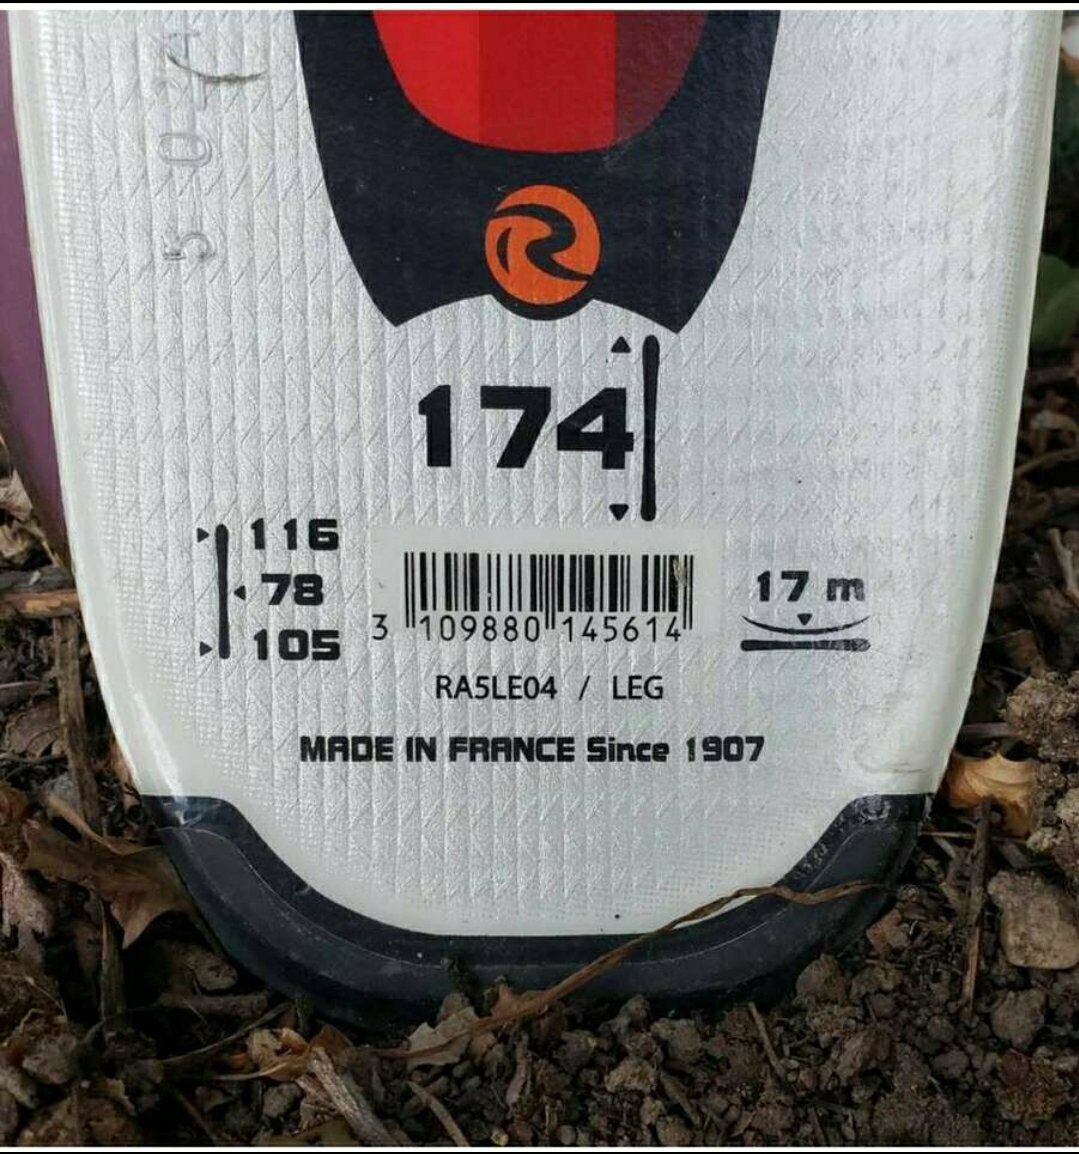 174
116
78
105
17 m
3 109880 145614
RA5LE04 / LEG
MADE IN FRANCE Since 1907